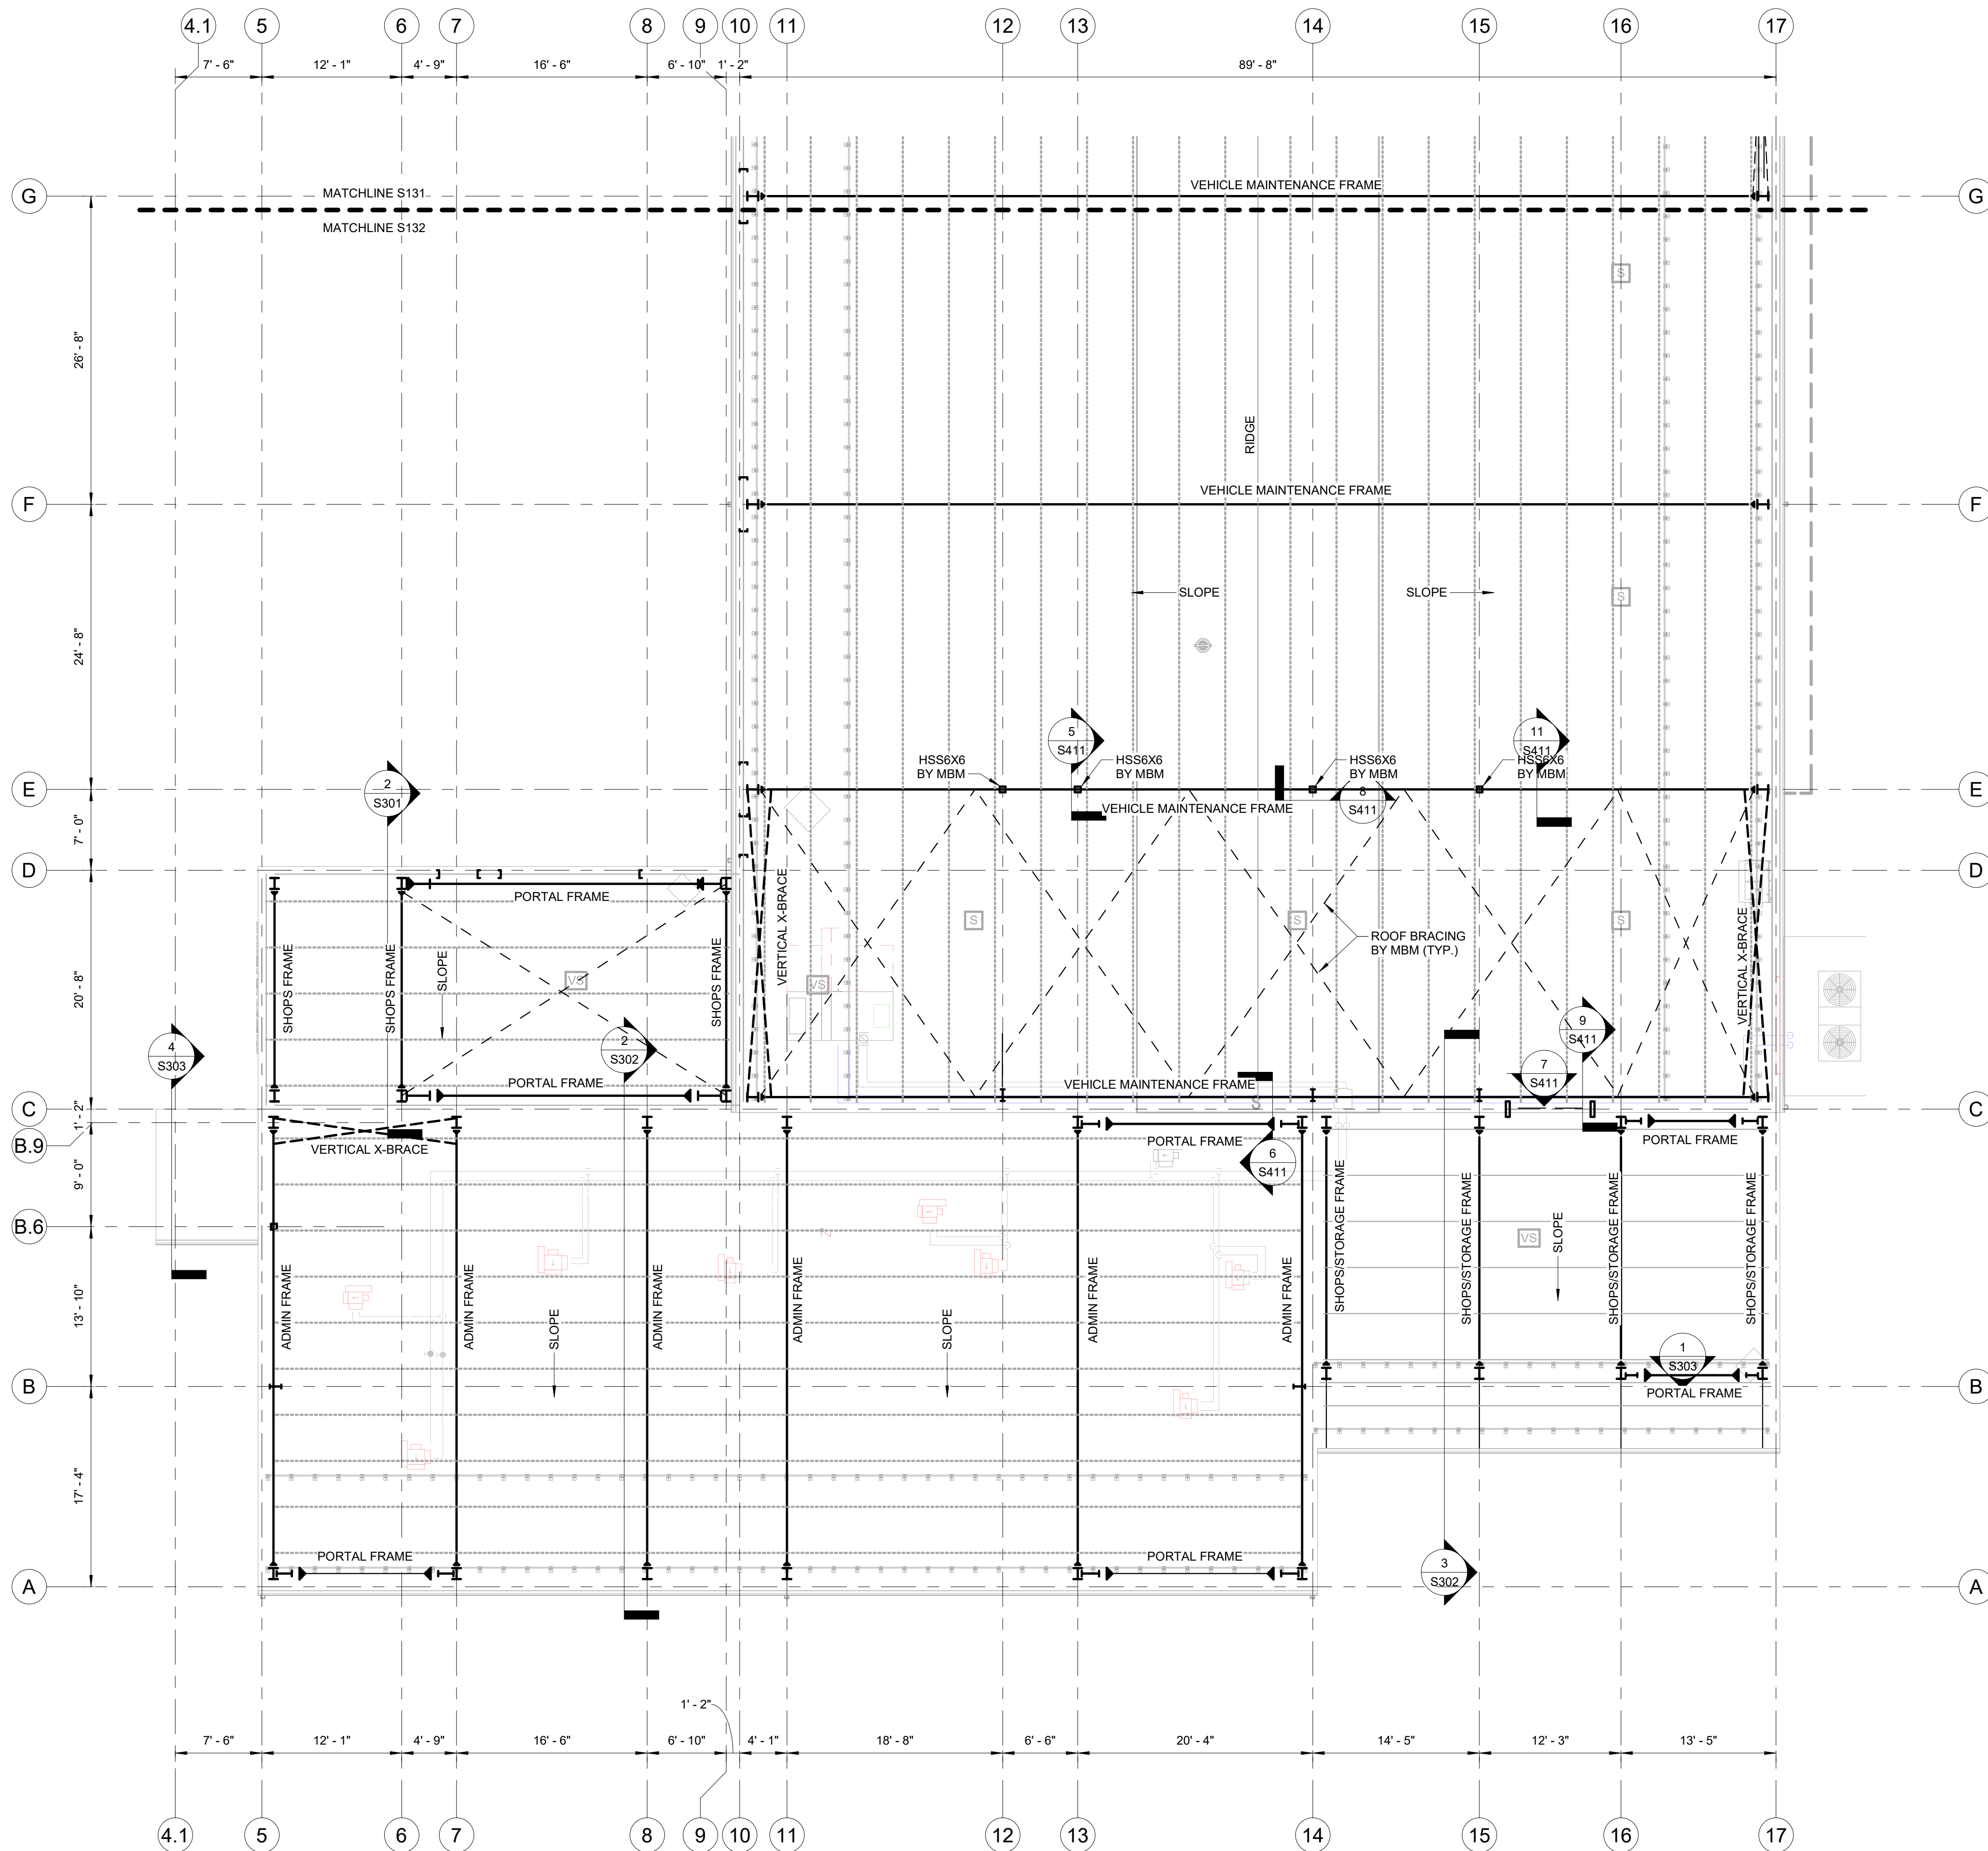 4.1
5
6
7
8
9
10
11
12
13
14
15
16
17
7' - 6"
12' - 1"
4' - 9"
16' - 6"
6' - 10"
1' - 2"
89' - 8"
G
MATCHLINE S131
VEHICLE MAINTENANCE FRAME
G
MATCHLINE S132
S
26' - 8"
RIDGE
F
VEHICLE MAINTENANCE FRAME
F
SLOPE
SLOPE
S
24' - 8"
5
S411
11
S411
HSS6X6
BY MBM
HSS6X6
BY MBM
HSS6X6
BY MBM
HSS6X6
BY MBM
2
S301
E
E
8
S411
VEHICLE MAINTENANCE FRAME
7' - 0"
D
D
PORTAL FRAME
VERTICAL X-BRACE
S
S
S
VERTICAL X-BRACE
ROOF BRACING
BY MBM (TYP.)
SHOPS FRAME
SHOPS FRAME
SLOPE
VS
SHOPS FRAME
VS
20' - 8"
9
S411
4
S303
2
S302
7
S411
PORTAL FRAME
VEHICLE MAINTENANCE FRAME
S
C
C
1' - 2"
B.9
VERTICAL X-BRACE
PORTAL FRAME
PORTAL FRAME
6
S411
9' - 0"
B.6
SHOPS/STORAGE FRAME
SHOPS/STORAGE FRAME
VS
SLOPE
SHOPS/STORAGE FRAME
SHOPS/STORAGE FRAME
13' - 10"
ADMIN FRAME
ADMIN FRAME
SLOPE
ADMIN FRAME
ADMIN FRAME
SLOPE
ADMIN FRAME
ADMIN FRAME
1
S303
B
PORTAL FRAME
B
17' - 4"
PORTAL FRAME
PORTAL FRAME
3
S302
A
A
1' - 2"
7' - 6"
12' - 1"
4' - 9"
16' - 6"
6' - 10"
4' - 1"
18' - 8"
6' - 6"
20' - 4"
14' - 5"
12' - 3"
13' - 5"
4.1
5
6
7
8
9
10
11
12
13
14
15
16
17